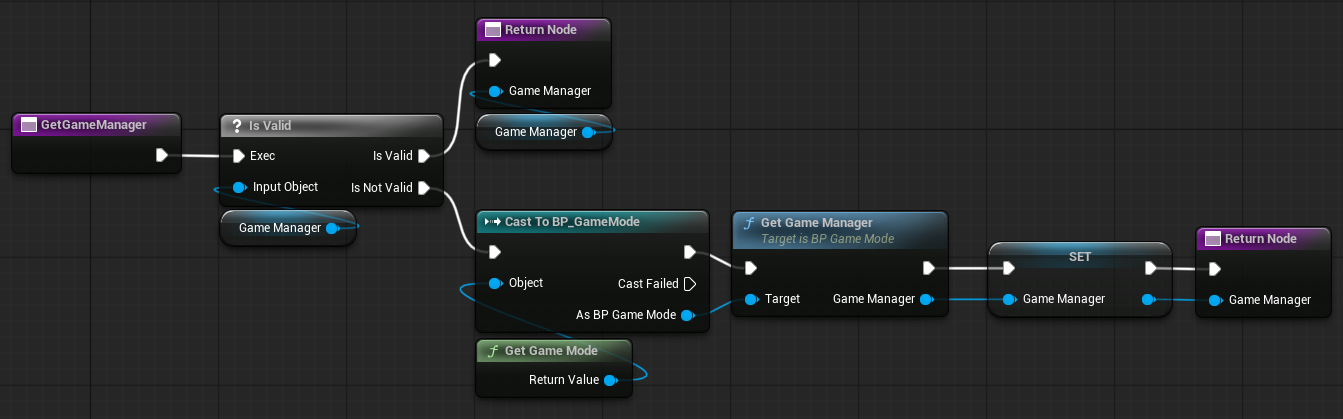 GetGameManager
? Is Valid
Exec
Is Valid
Input Object
Is Not Valid
Game Manager
Return Node
Game Manager
Game Manager
Cast To BP_GameMode
Object
Cast Failed
As BP Game Mode
f Get Game Mode
Return Value
f Get Game Manager
Target is BP Game Mode
Target
Game Manager
SET
Game Manager
Return Node
Game Manager